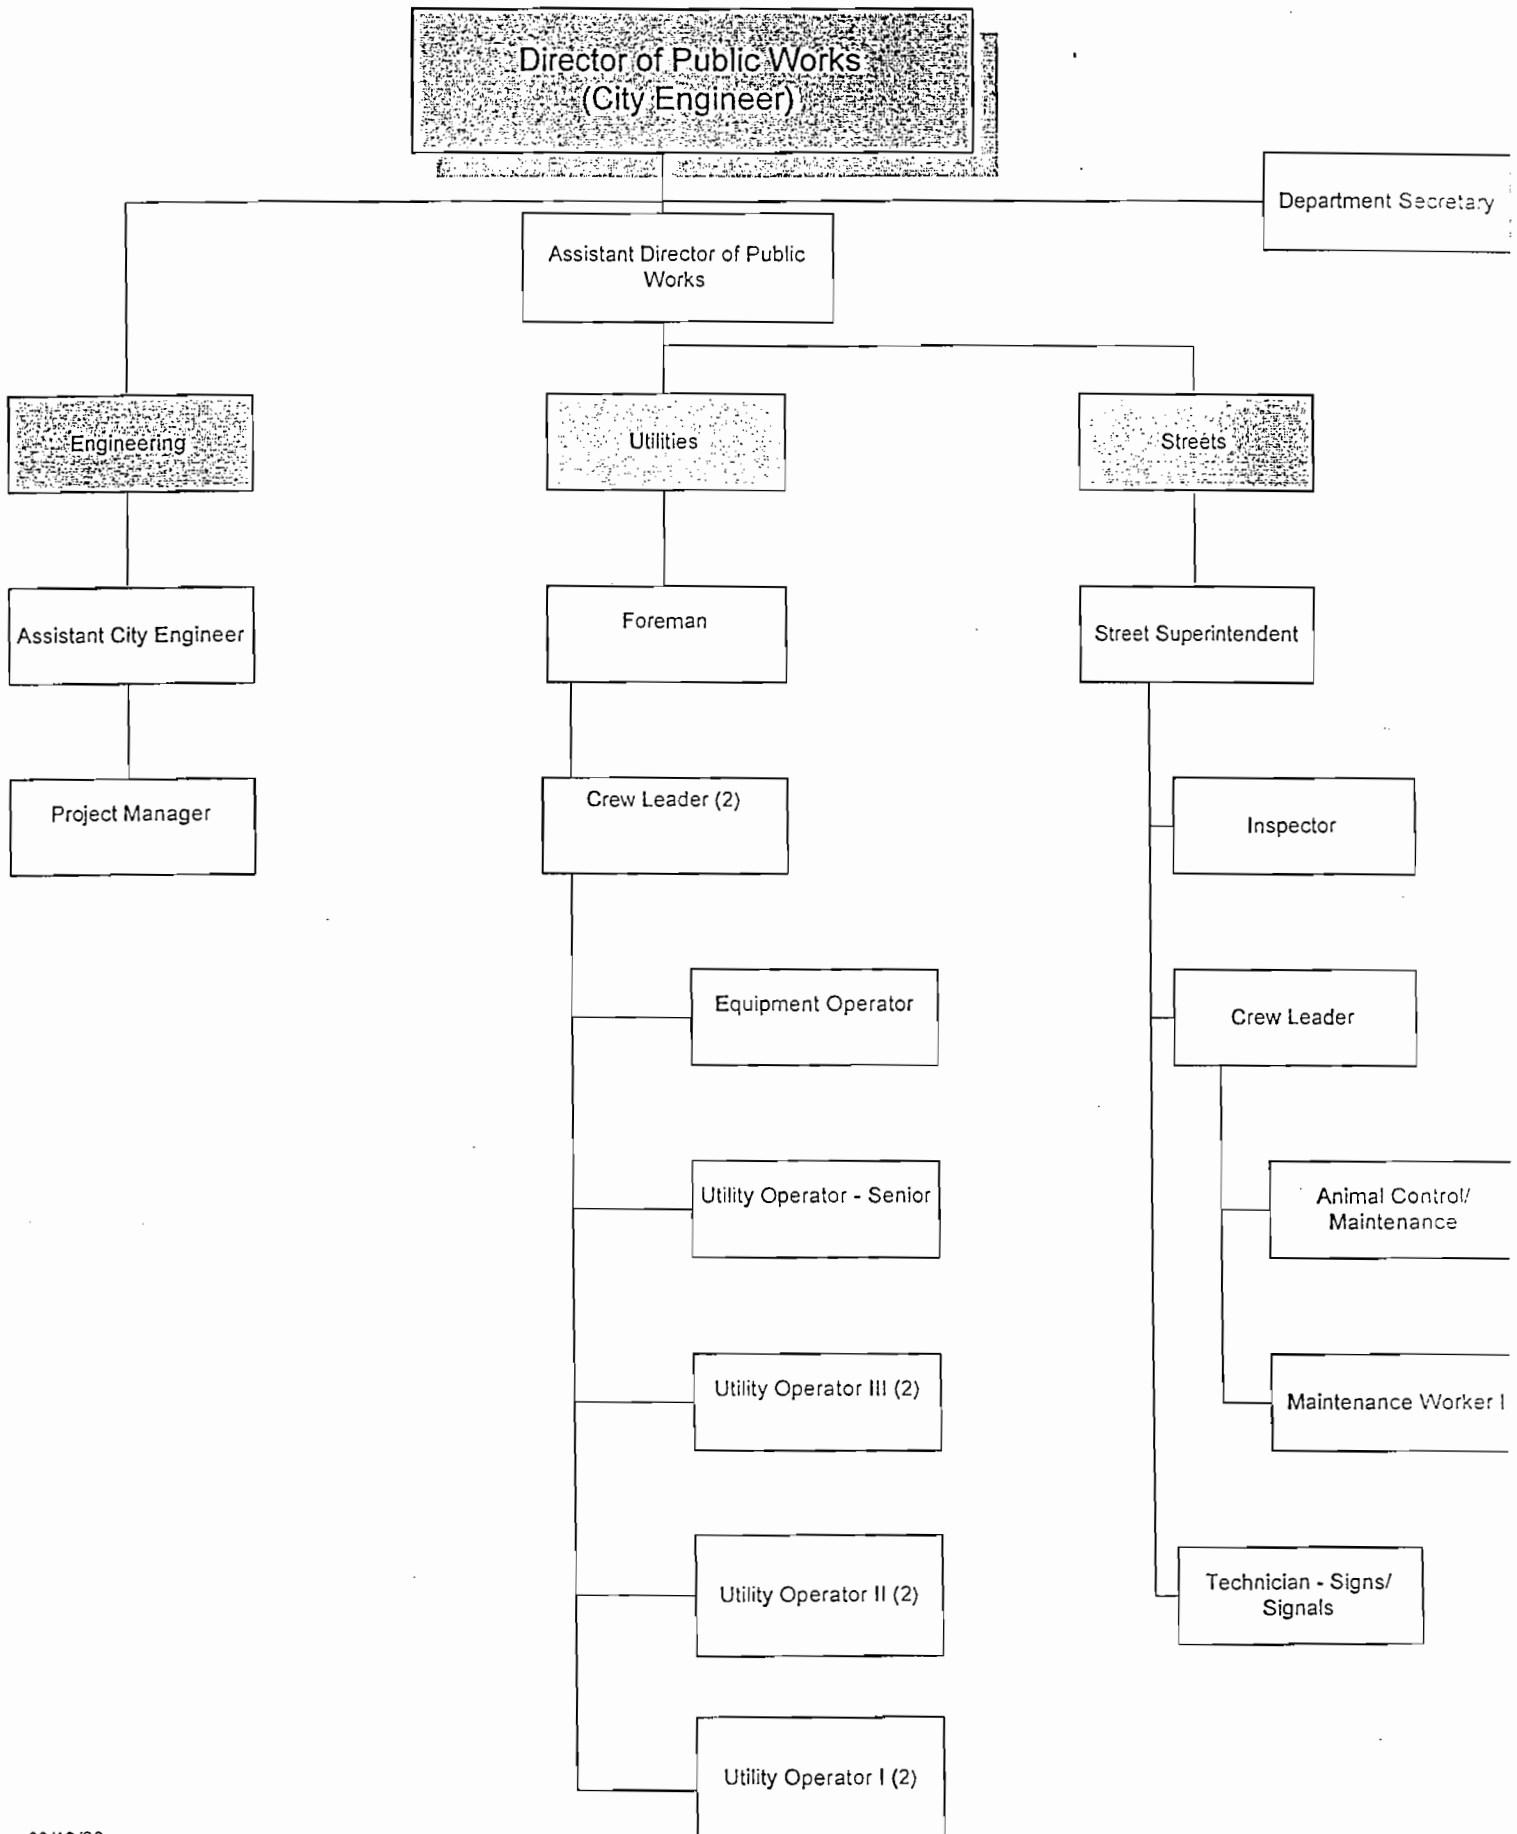 Director of Public Works
(City Engineer)
Department Secretary
Assistant Director of Public
Works
Engineering
Utilities
Streets
Assistant City Engineer
Foreman
Street Superintendent
Project Manager
Crew Leader (2)
Inspector
Equipment Operator
Crew Leader
Utility Operator - Senior
Animal Control/
Maintenance
Utility Operator III (2)
Maintenance Worker I
Technician - Signs/
Signals
Utility Operator II (2)
Utility Operator I (2)